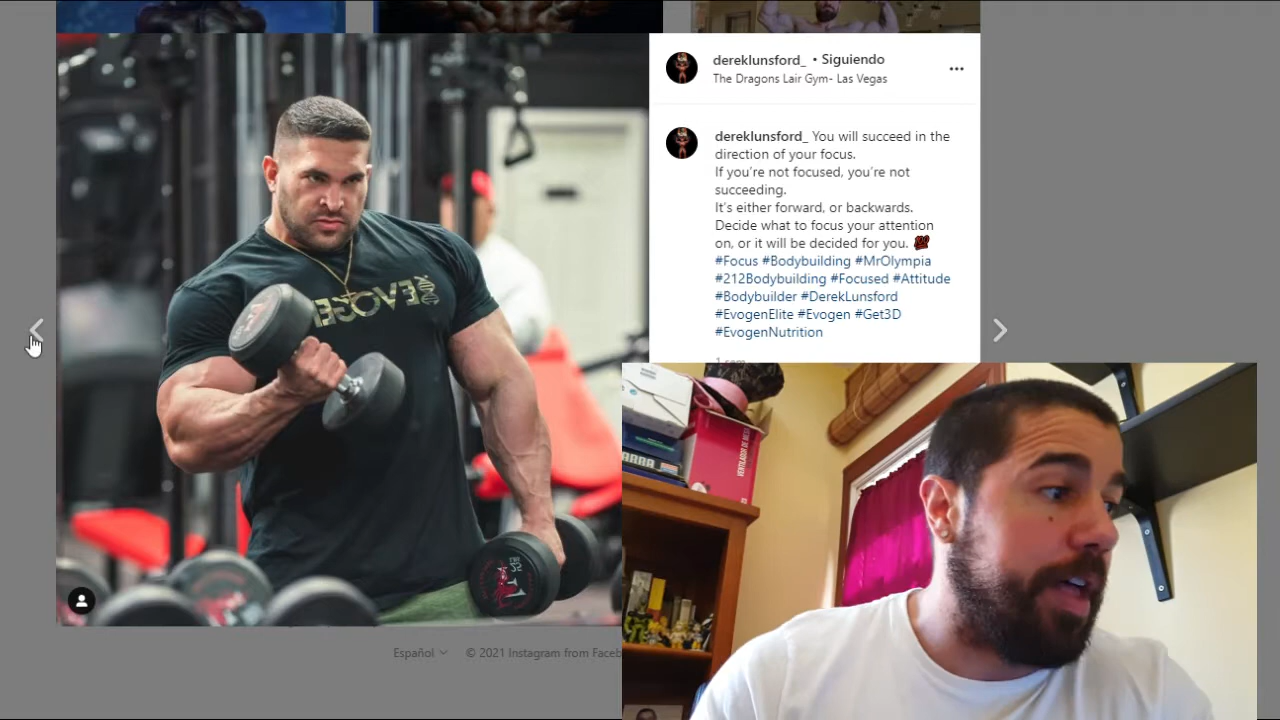 dereklunsford_ • Siguiendo
The Dragons Lair Gym- Las Vegas
dereklunsford_ You will succeed in the
direction of your focus.
If you're not focused, you're not
succeeding.
It's either forward, or backwards.
Decide what to focus your attention
on, or it will be decided for you. 💯
#Focus #Bodybuilding #MrOlympia
#212Bodybuilding #Focused #Attitude
#Bodybuilder #DerekLunsford
#EvogenElite #Evogen #Get3D
#EvogenNutrition
1 sem
EVOGEN
Español
© 2021 Instagram from Faceb